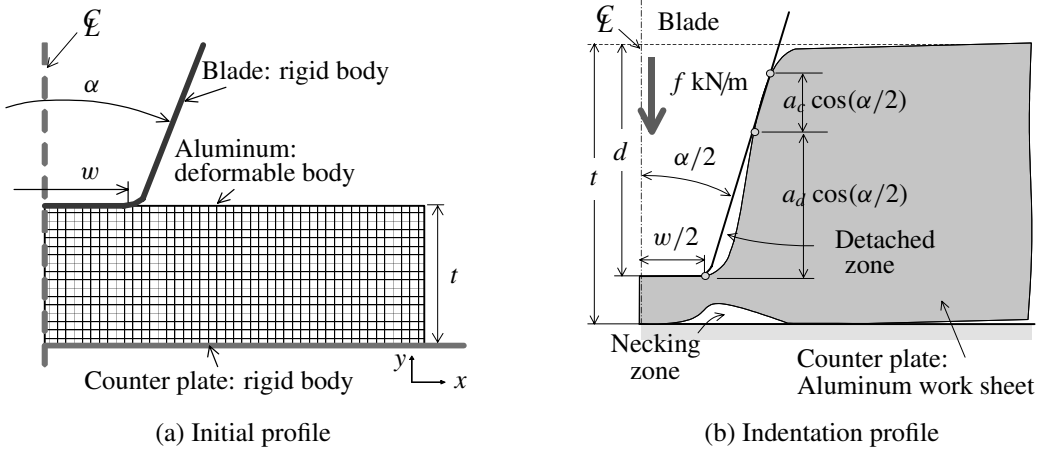 ℄
α
Blade: rigid body
w
Aluminum:
deformable body
t
Counter plate: rigid body
y
x
(a) Initial profile
℄
Blade
f kN/m
a_c cos(α/2)
d
α/2
t
a_d cos(α/2)
w/2
Detached
zone
Necking
zone
Counter plate:
Aluminum work sheet
(b) Indentation profile